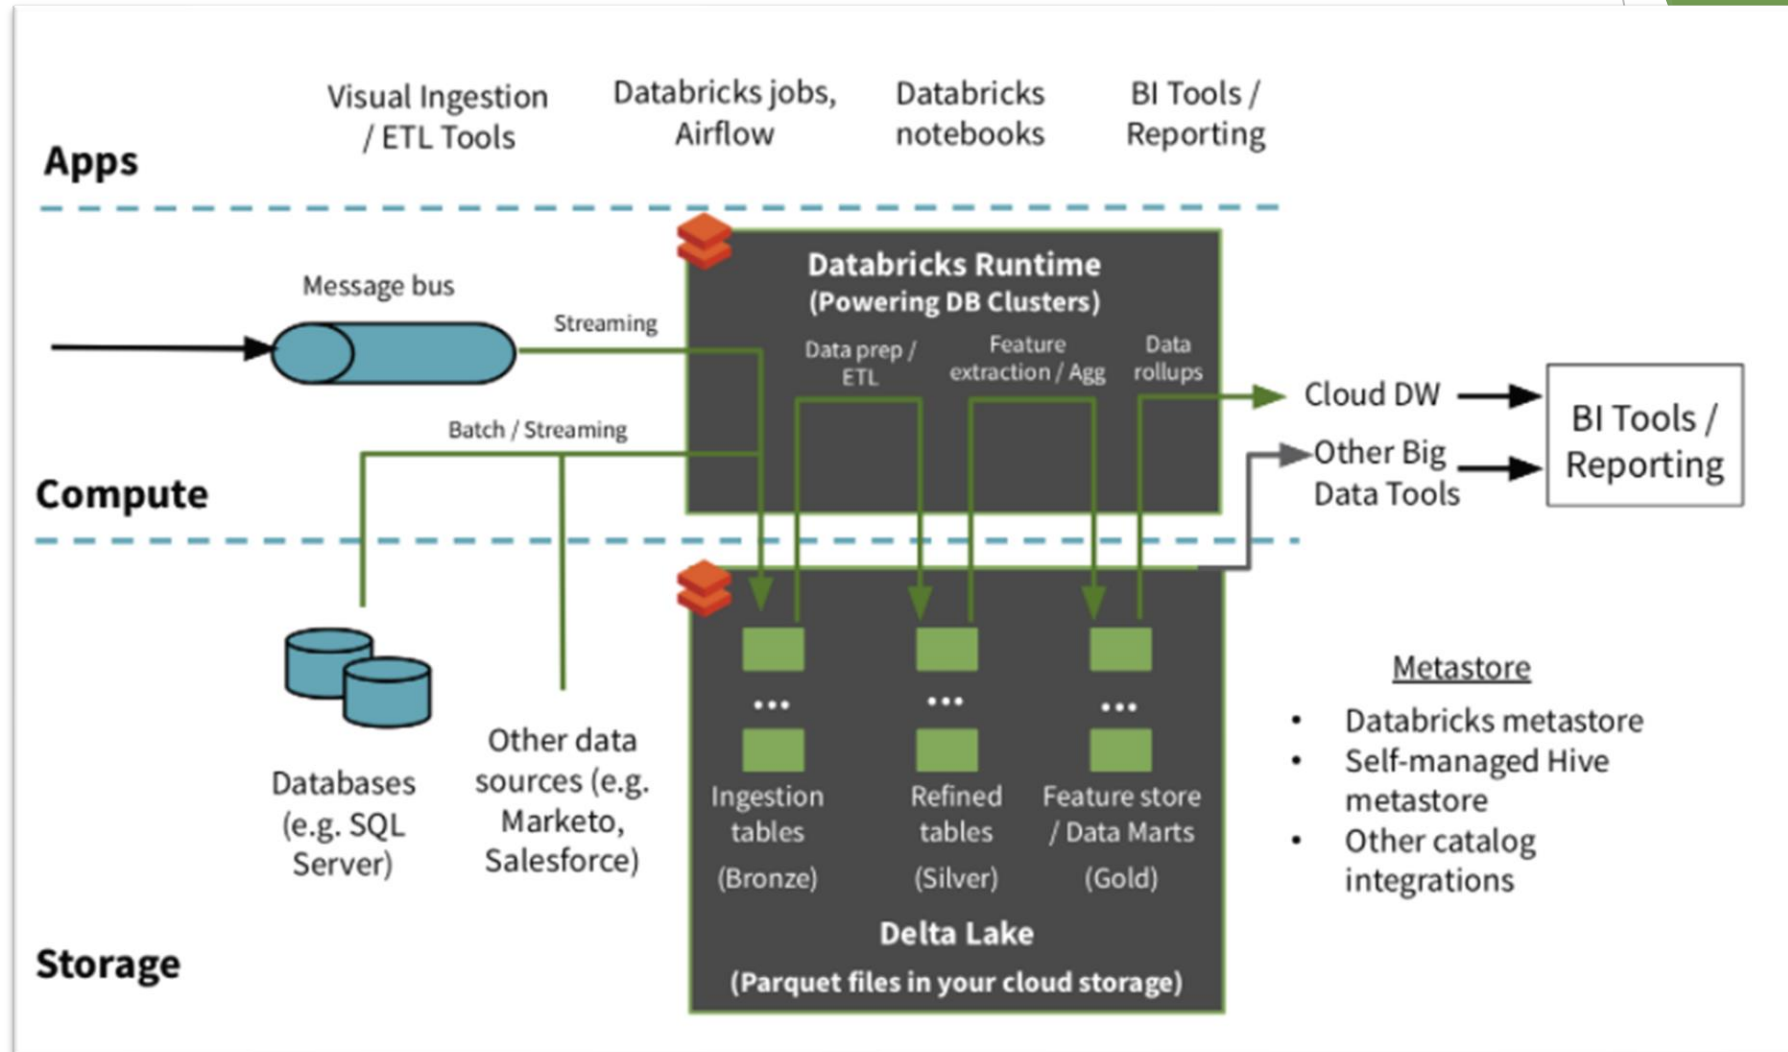 Visual Ingestion
/ ETL Tools
Databricks jobs,
Airflow
Databricks
notebooks
BI Tools /
Reporting
Apps
Databricks Runtime
(Powering DB Clusters)
Message bus
Streaming
Data prep /
ETL
Feature
extraction / Agg
Data
rollups
Cloud DW
BI Tools /
Reporting
Batch / Streaming
Other Big
Data Tools
Compute
Databases
(e.g. SQL
Server)
Other data
sources (e.g.
Marketo,
Salesforce)
Ingestion
tables
(Bronze)
Refined
tables
(Silver)
Feature store
/ Data Marts
(Gold)
Delta Lake
(Parquet files in your cloud storage)
Metastore
• Databricks metastore
• Self-managed Hive
metastore
• Other catalog
integrations
Storage